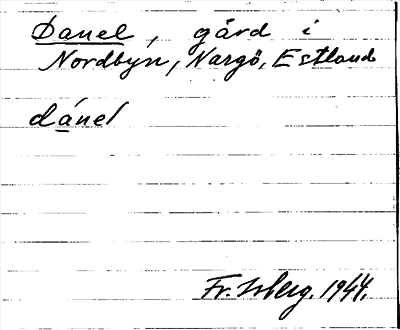 Danel, gård i
Nordbyn, Nargö, Estland
dánel
Fr. Isberg. 1944.